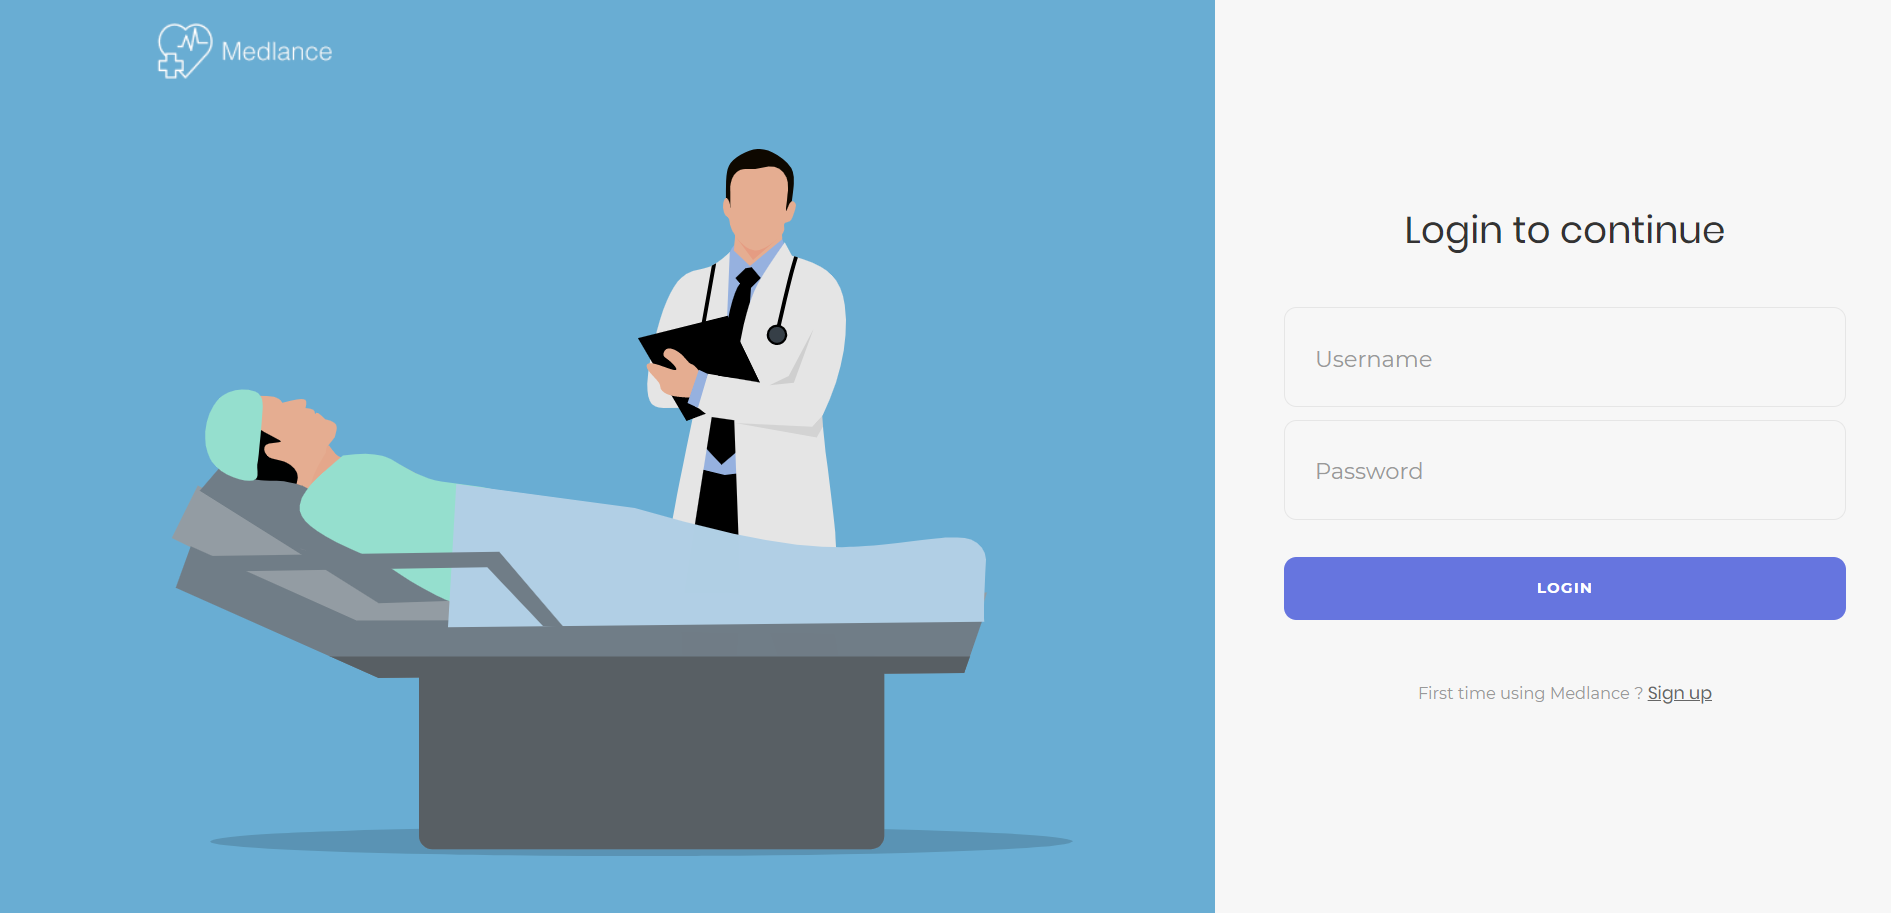 Medlance
Login to continue
Username
Password
LOGIN
First time using Medlance ? Sign up